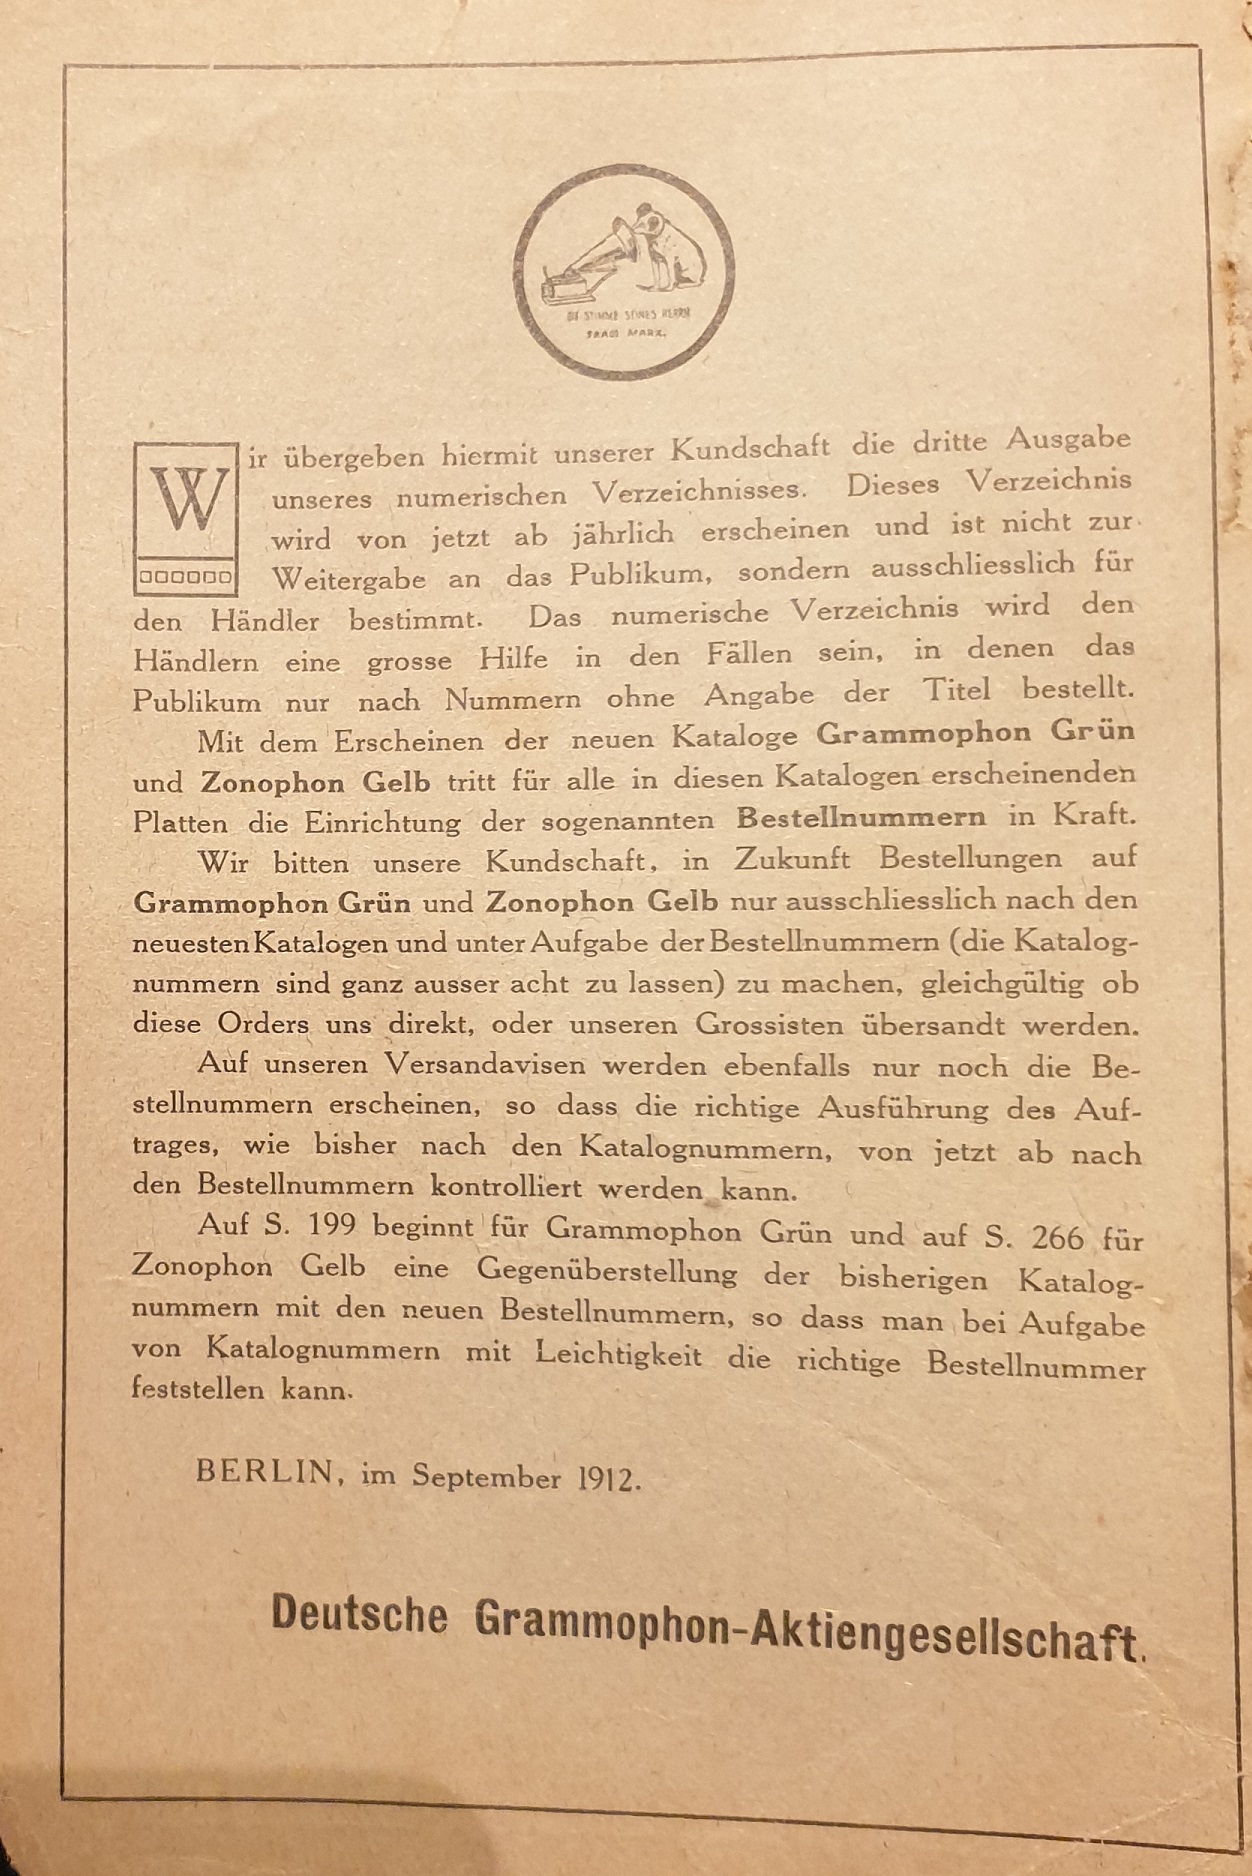 DIE STIMME SEINES HERRN
TRADE MARK.
Wir übergeben hiermit unserer Kundschaft die dritte Ausgabe
unseres numerischen Verzeichnisses. Dieses Verzeichnis
wird von jetzt ab jährlich erscheinen und ist nicht zur
Weitergabe an das Publikum, sondern ausschliesslich für
den Händler bestimmt. Das numerische Verzeichnis wird den
Händlern eine grosse Hilfe in den Fällen sein, in denen das
Publikum nur nach Nummern ohne Angabe der Titel bestellt.
Mit dem Erscheinen der neuen Kataloge Grammophon Grün
und Zonophon Gelb tritt für alle in diesen Katalogen erscheinenden
Platten die Einrichtung der sogenannten Bestellnummern in Kraft.
Wir bitten unsere Kundschaft, in Zukunft Bestellungen auf
Grammophon Grün und Zonophon Gelb nur ausschliesslich nach den
neuesten Katalogen und unter Aufgabe der Bestellnummern (die Katalog-
nummern sind ganz ausser acht zu lassen) zu machen, gleichgültig ob
diese Orders uns direkt, oder unseren Grossisten übersandt werden.
Auf unseren Versandavisen werden ebenfalls nur noch die Be-
stellnummern erscheinen, so dass die richtige Ausführung des Auf-
trages, wie bisher nach den Katalognummern, von jetzt ab nach
den Bestellnummern kontrolliert werden kann.
Auf S. 199 beginnt für Grammophon Grün und auf S. 266 für
Zonophon Gelb eine Gegenüberstellung der bisherigen Katalog-
nummern mit den neuen Bestellnummern, so dass man bei Aufgabe
von Katalognummern mit Leichtigkeit die richtige Bestellnummer
feststellen kann.
BERLIN, im September 1912.
Deutsche Grammophon-Aktiengesellschaft.